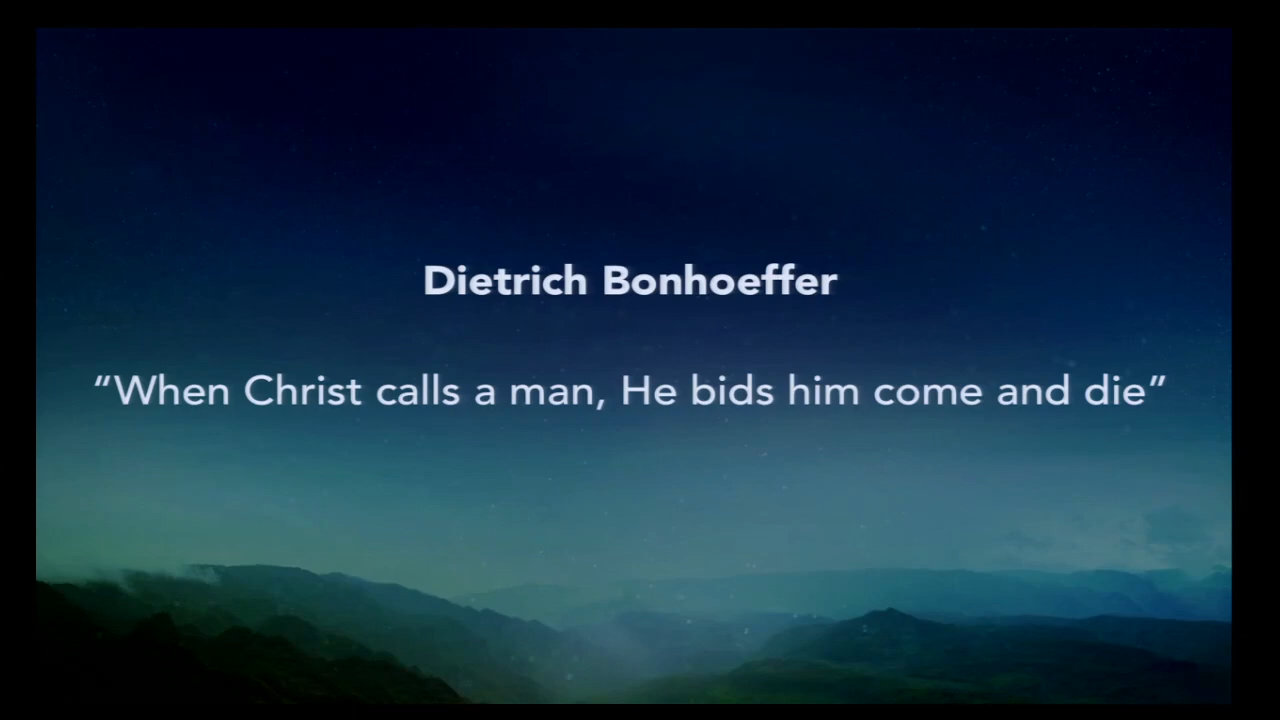 Dietrich Bonhoeffer
“When Christ calls a man, He bids him come and die”